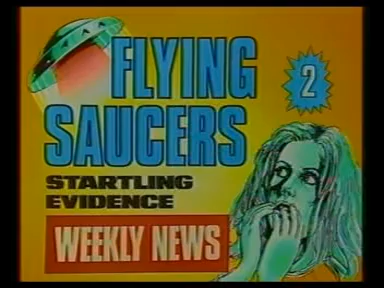 FLYING
2
SAUCERS
STARTLING
EVIDENCE
WEEKLY NEWS